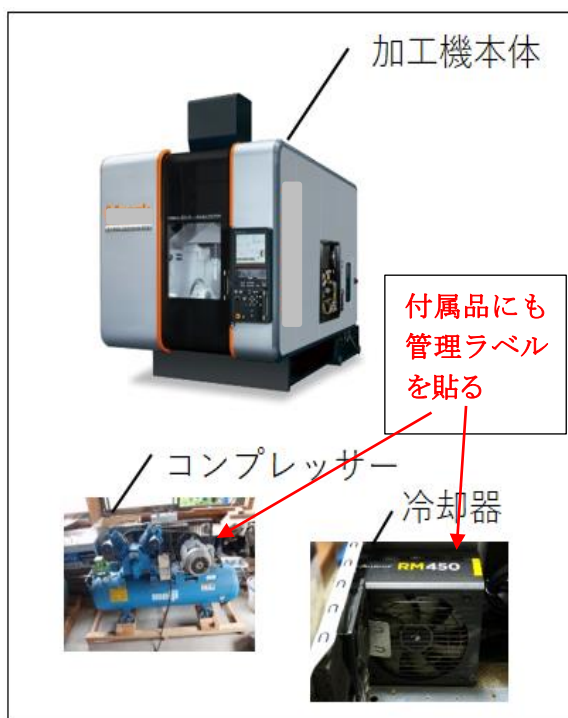 加工機本体
付属品にも
管理ラベル
を貼る
コンプレッサー
冷却器
RM450